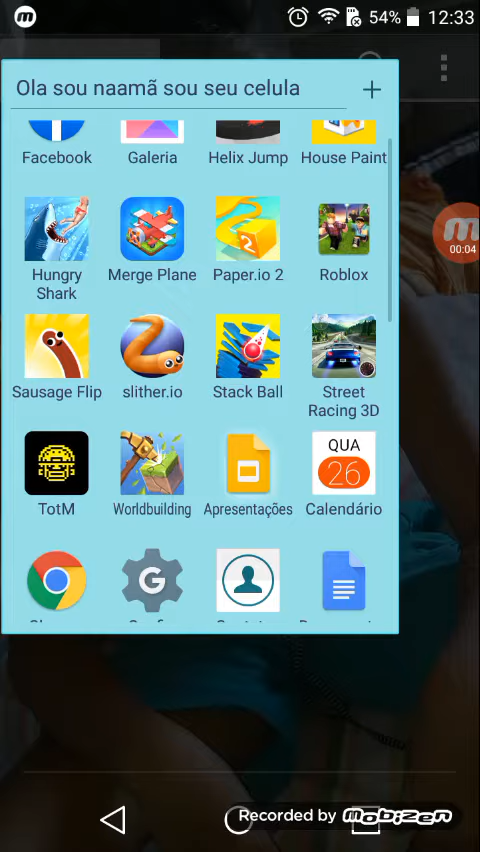 m 54% 12:33
Ola sou naamã sou seu celula +
Facebook Galeria Helix Jump House Paint
Hungry Shark Merge Plane Paper.io 2 Roblox
00:04
Sausage Flip slither.io Stack Ball Street Racing 3D
TotM Worldbuilding Apresentações Calendário
QUA
26
G
Recorded by Mobizen